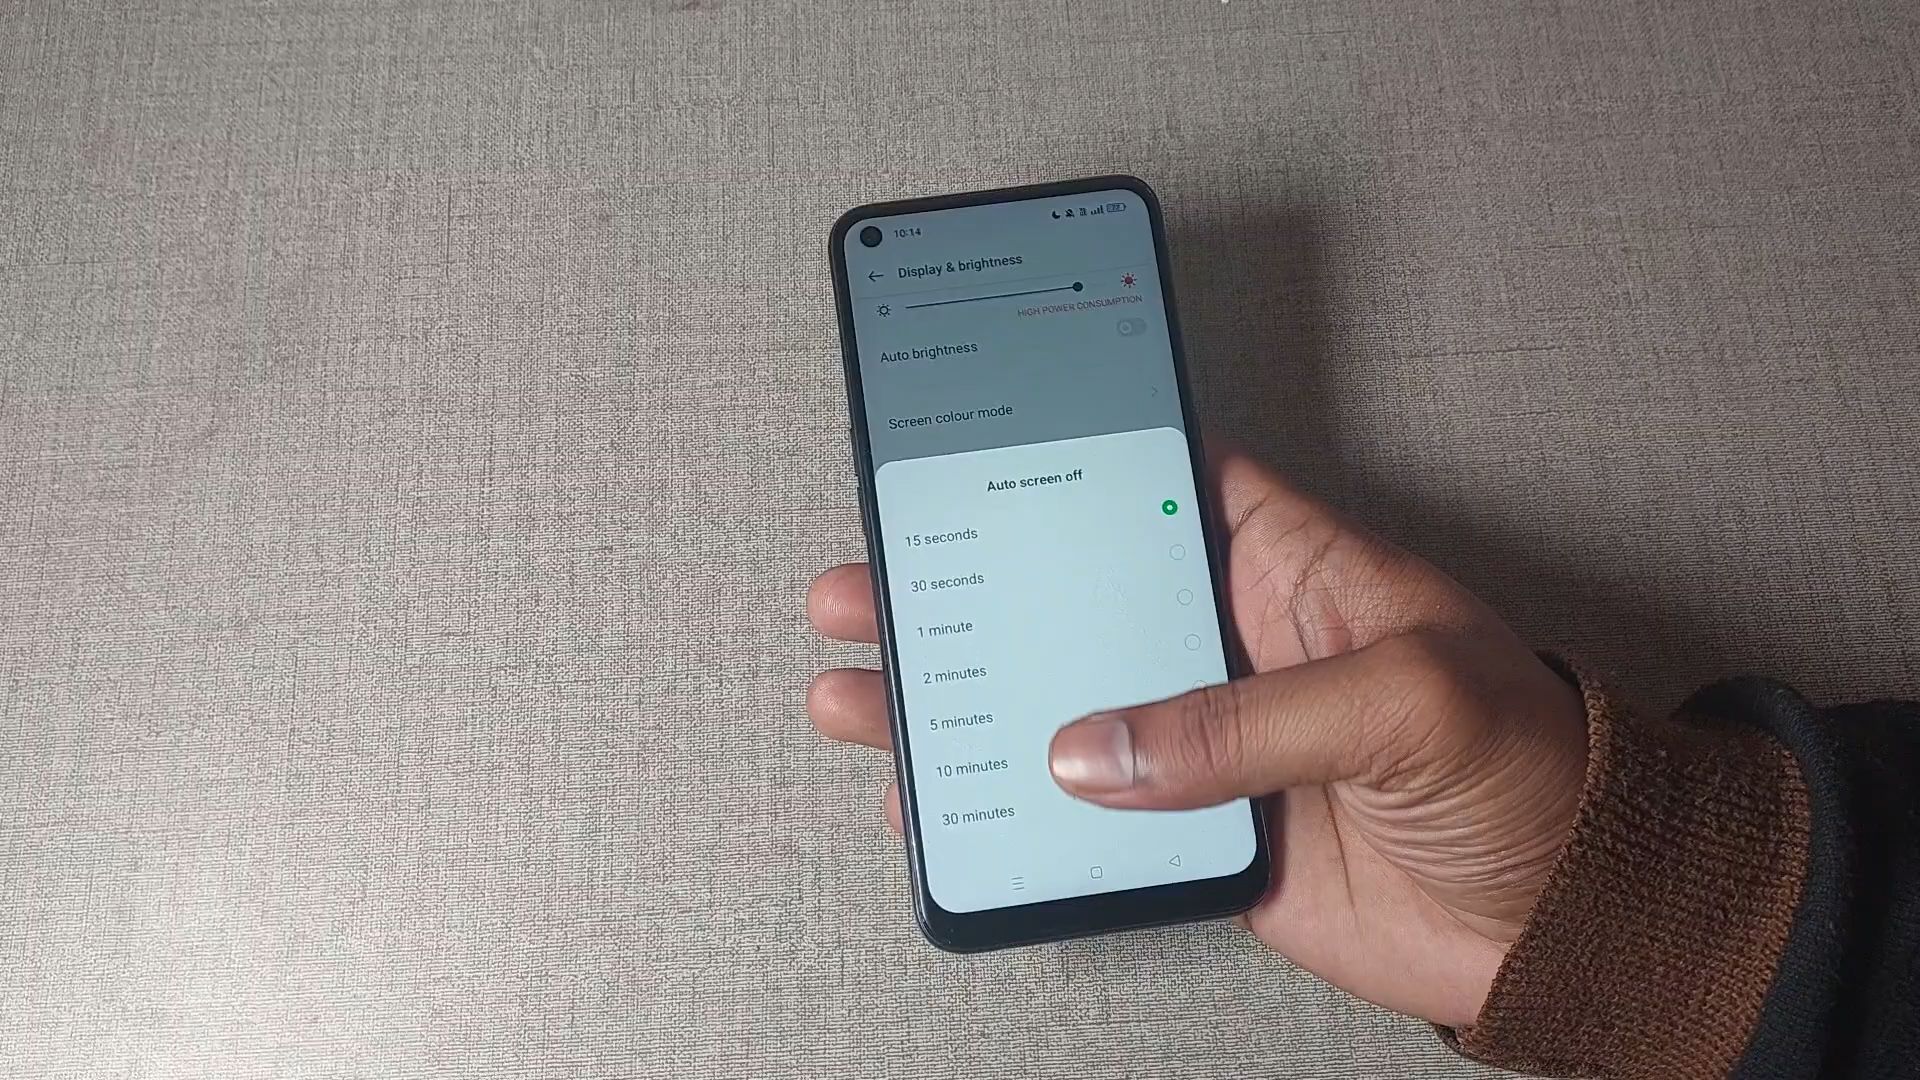 10:14
Display & brightness
HIGH POWER CONSUMPTION
Auto brightness
Screen colour mode
Auto screen off
15 seconds
30 seconds
1 minute
2 minutes
5 minutes
10 minutes
30 minutes